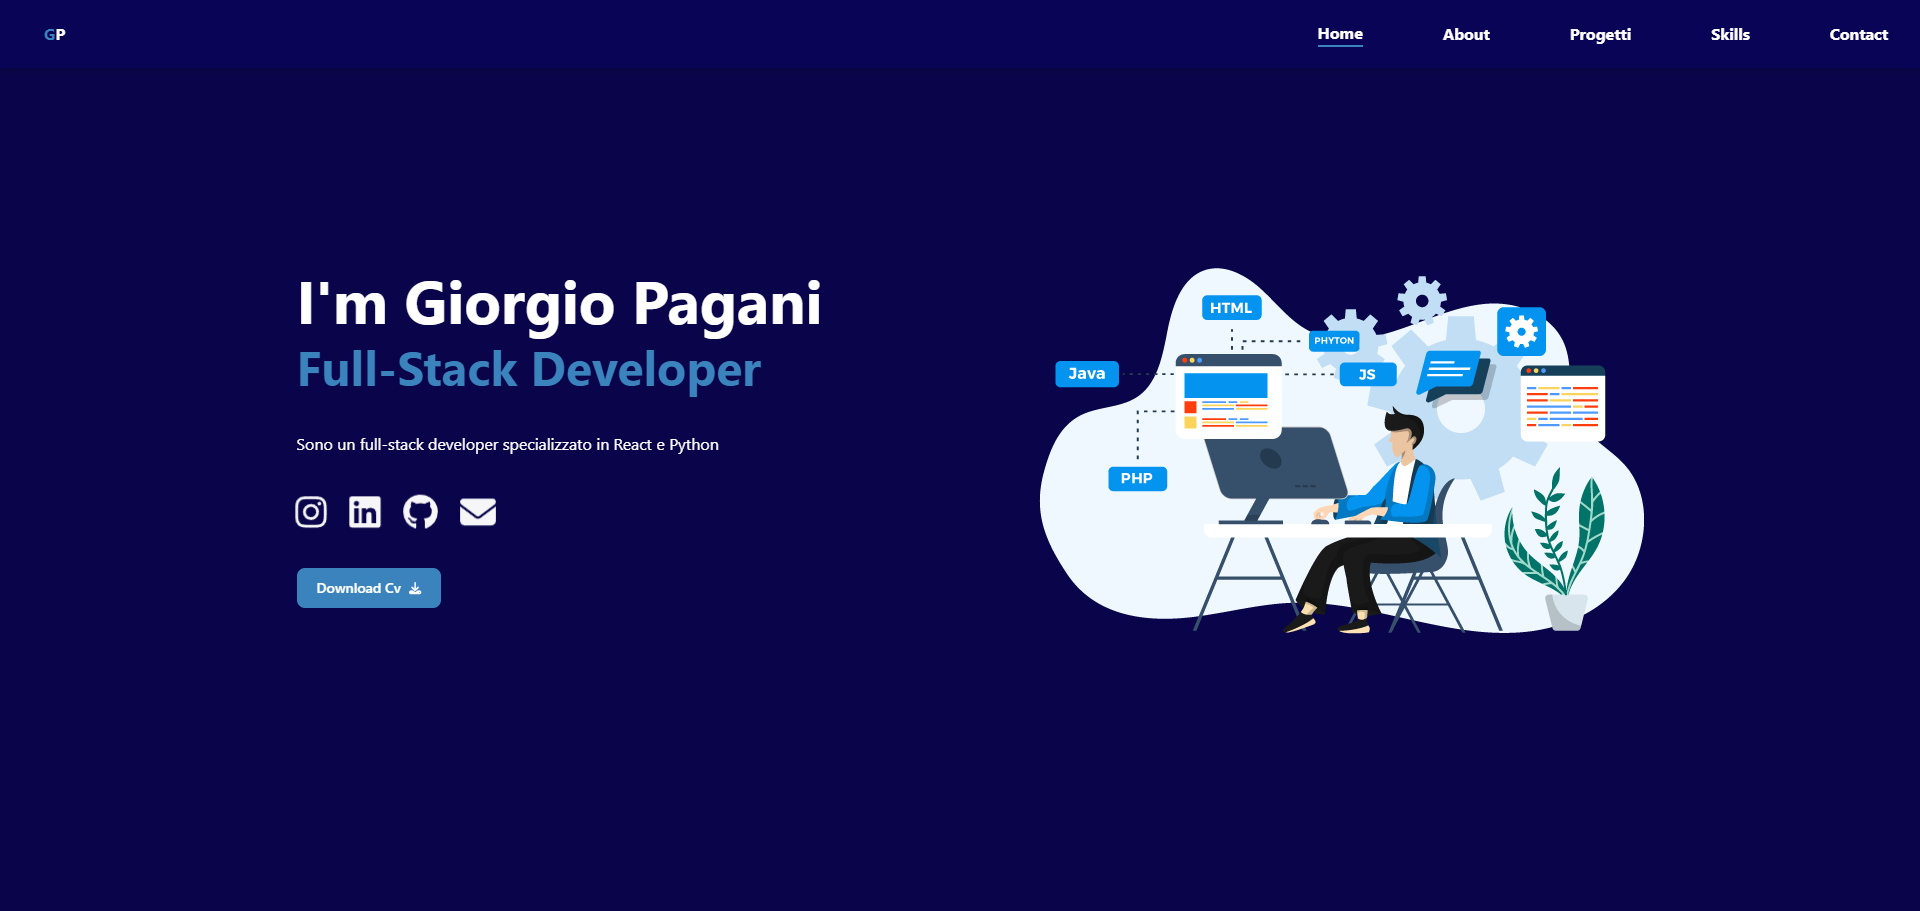 GP
Home
About
Progetti
Skills
Contact
I'm Giorgio Pagani
Full-Stack Developer
Sono un full-stack developer specializzato in React e Python
in
Download Cv
HTML
PHYTON
Java
JS
PHP